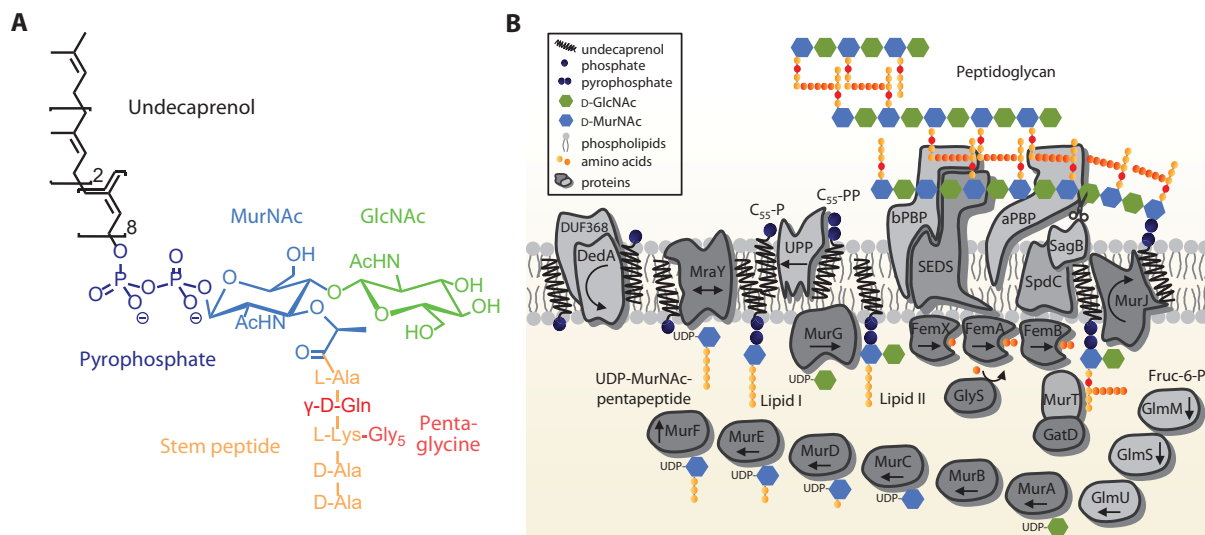 A
Undecaprenol
2
8
MurNAc
GlcNAc
OH
AcHN
O
O
O
O
P
O
P
O
O
O
O
O
O
O
OH
OH
HO
AcHN
⊖
⊖
O
Pyrophosphate
L-Ala
γ-D-Gln
L-Lys-Gly5
D-Ala
D-Ala
Stem peptide
Penta-
glycine
B
undecaprenol
phosphate
pyrophosphate
D-GlcNAc
D-MurNAc
phospholipids
amino acids
proteins
Peptidoglycan
C55-P
C55-PP
DUF368
DedA
MraY
UPP
bPBP
SEDS
aPBP
SagB
SpdC
MurJ
UDP-
MurG
UDP-
FemX
FemA
FemB
UDP-MurNAc-
pentapeptide
Lipid I
Lipid II
GlyS
MurT
GatD
Fruc-6-P
GlmM
GlmS
GlmU
MurF
UDP-
MurE
UDP-
MurD
UDP-
MurC
UDP-
MurB
MurA
UDP-